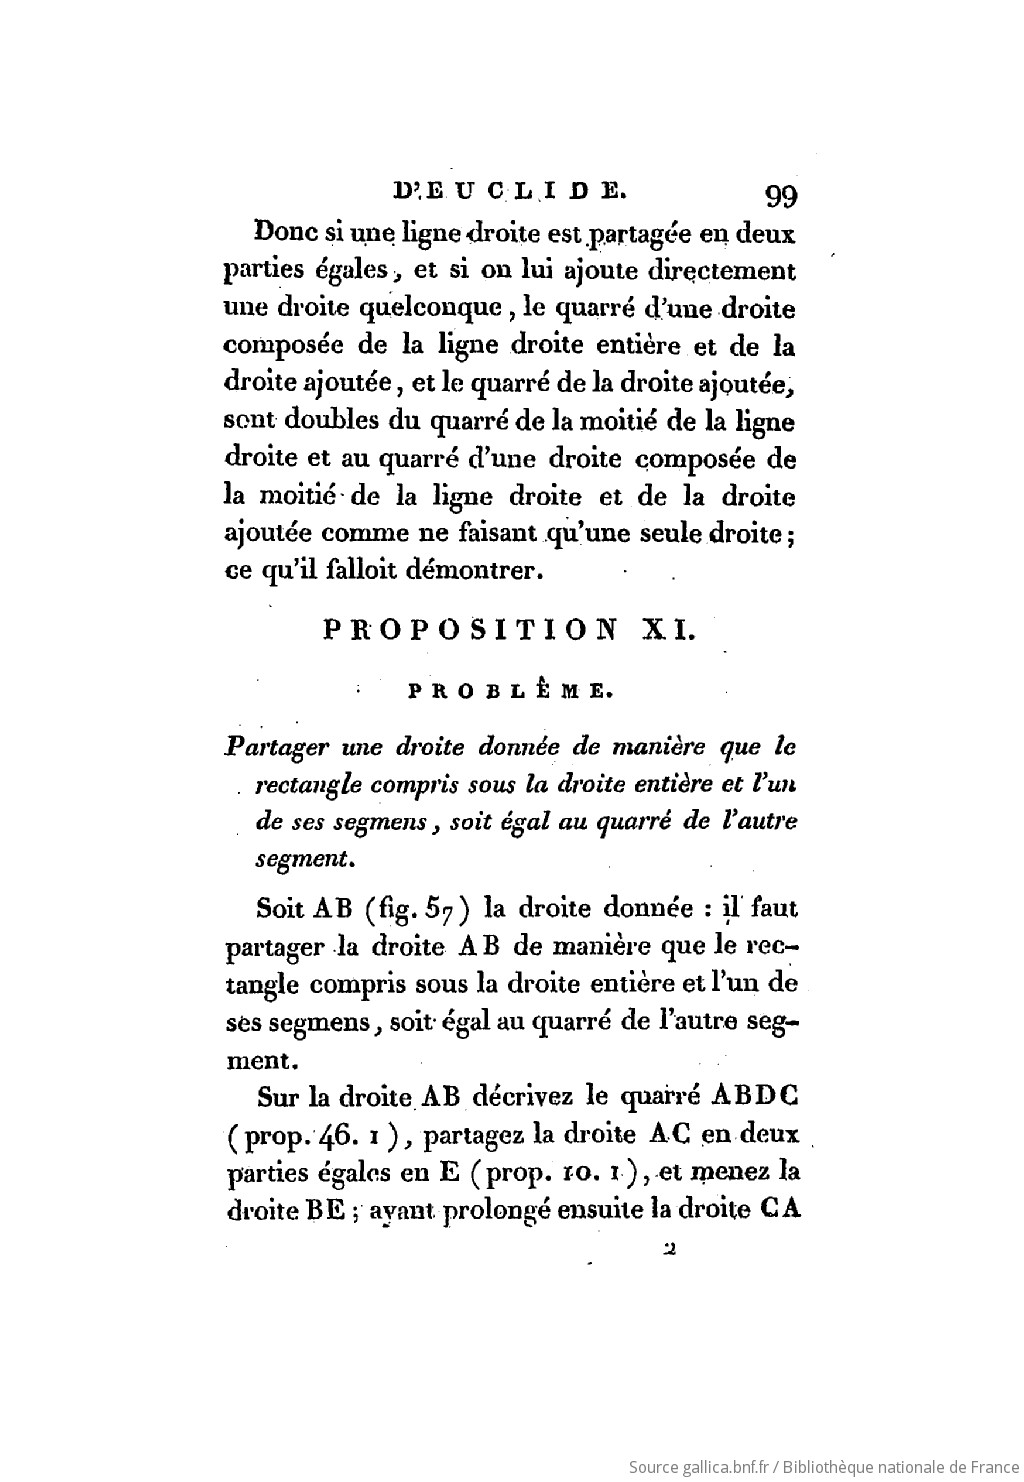 D'EUCLIDE. 99
Donc si une ligne droite est partagée en deux
parties égales, et si on lui ajoute directement
une droite quelconque, le quarré d'une droite
composée de la ligne droite entière et de la
droite ajoutée, et le quarré de la droite ajoutée,
sont doubles du quarré de la moitié de la ligne
droite et au quarré d'une droite composée de
la moitié de la ligne droite et de la droite
ajoutée comme ne faisant qu'une seule droite;
ce qu'il falloit démontrer.
PROPOSITION XI.
PROBLÊME.
Partager une droite donnée de manière que le
rectangle compris sous la droite entière et l'un
de ses segmens, soit égal au quarré de l'autre
segment.
Soit AB (fig. 57) la droite donnée : il faut
partager la droite AB de manière que le rec-
tangle compris sous la droite entière et l'un de
ses segmens, soit égal au quarré de l'autre seg-
ment.
Sur la droite AB décrivez le quarré ABDC
(prop. 46. 1), partagez la droite AC en deux
parties égales en E (prop. 10. 1), et menez la
droite BE; ayant prolongé ensuite la droite CA
2
Source gallica.bnf.fr / Bibliothèque nationale de France